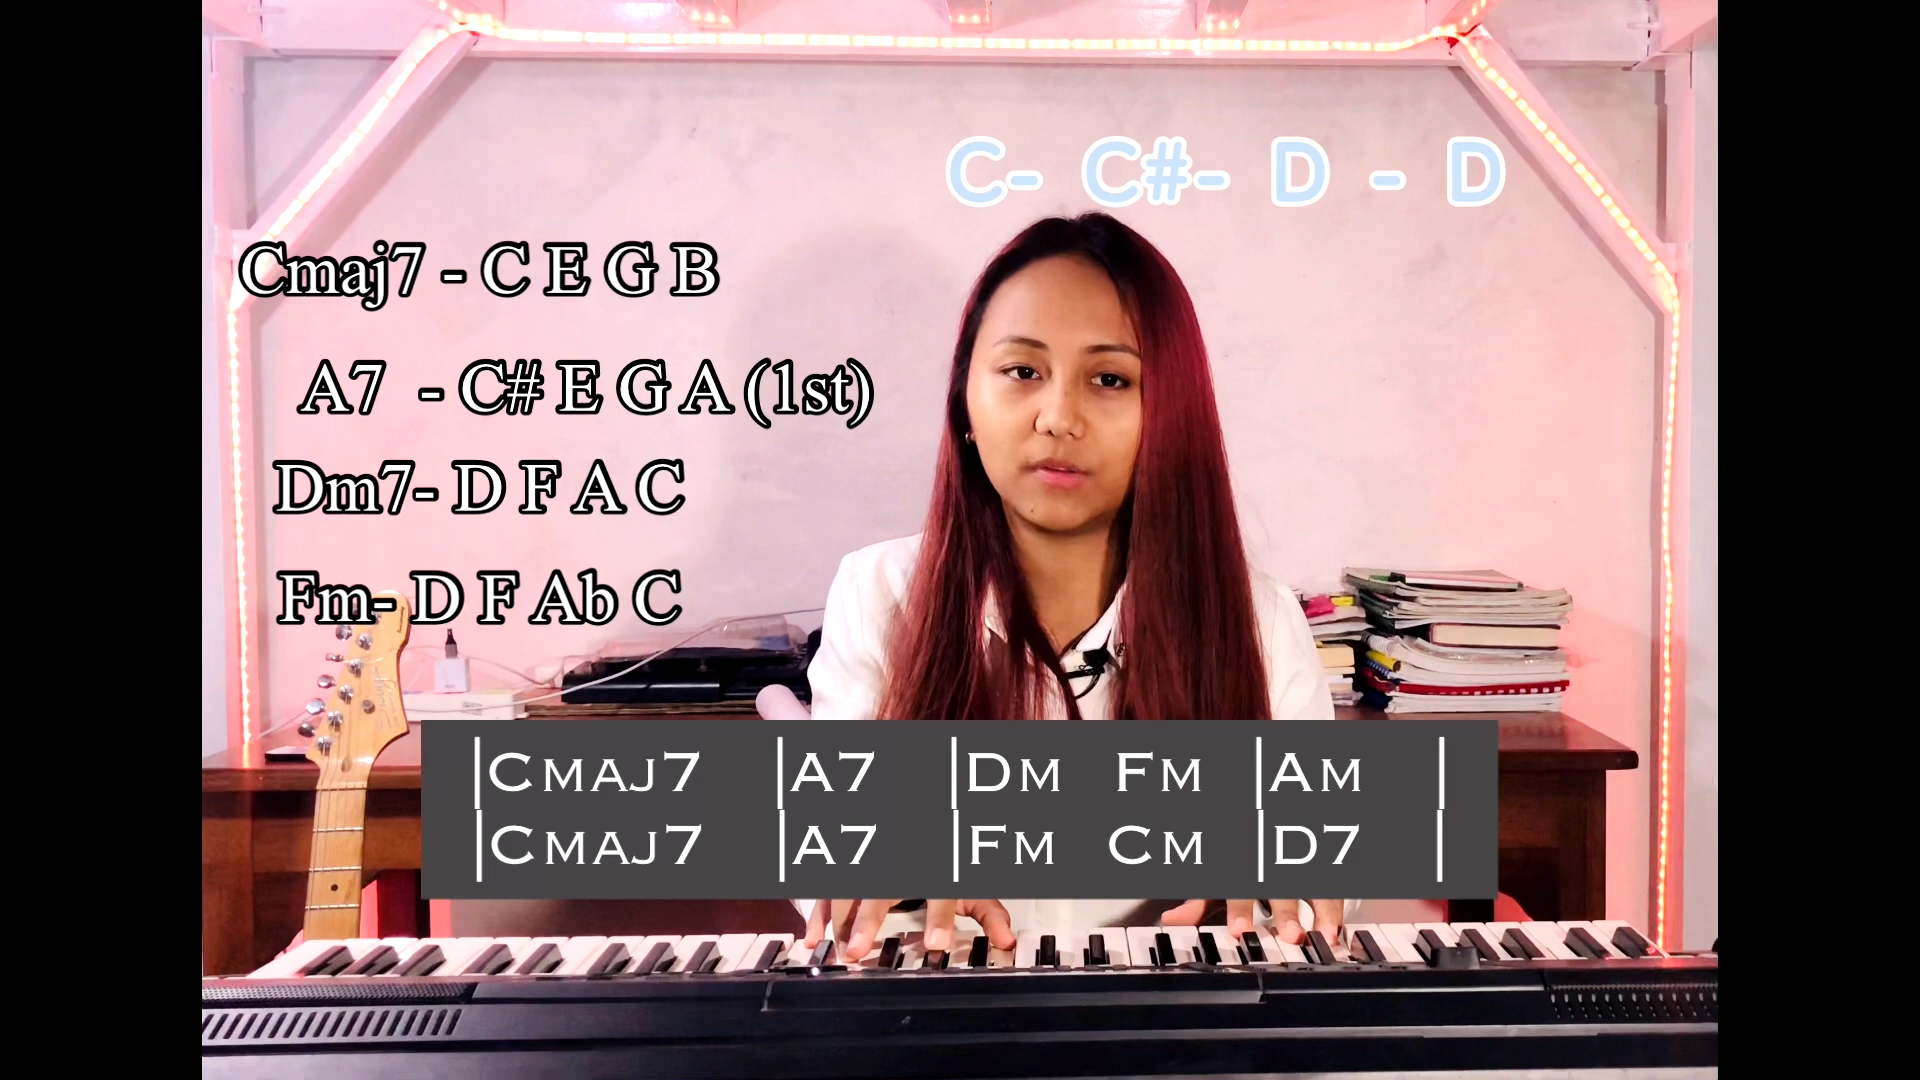 C- C#- D - D
Cmaj7 - C E G B
A7 - C# E G A (1st)
Dm7- D F A C
Fm- D F Ab C
|CMAJ7 |A7 |DM FM |AM |
|CMAJ7 |A7 |FM CM |D7 |